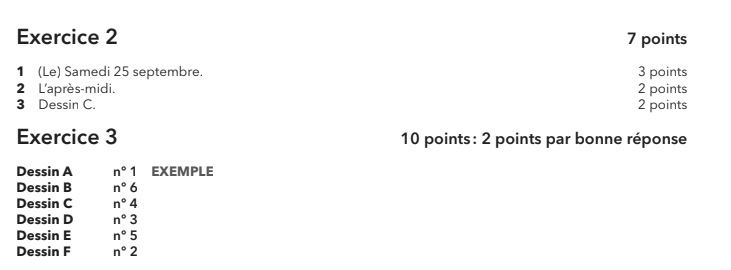 Exercice 2 7 points
1 (Le) Samedi 25 septembre. 3 points
2 L'après-midi. 2 points
3 Dessin C. 2 points
Exercice 3 10 points : 2 points par bonne réponse
Dessin A n° 1 EXEMPLE
Dessin B n° 6
Dessin C n° 4
Dessin D n° 3
Dessin E n° 5
Dessin F n° 2